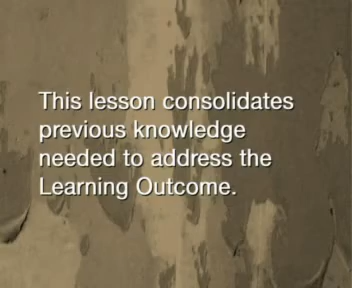 This lesson consolidates
previous knowledge
needed to address the
Learning Outcome.